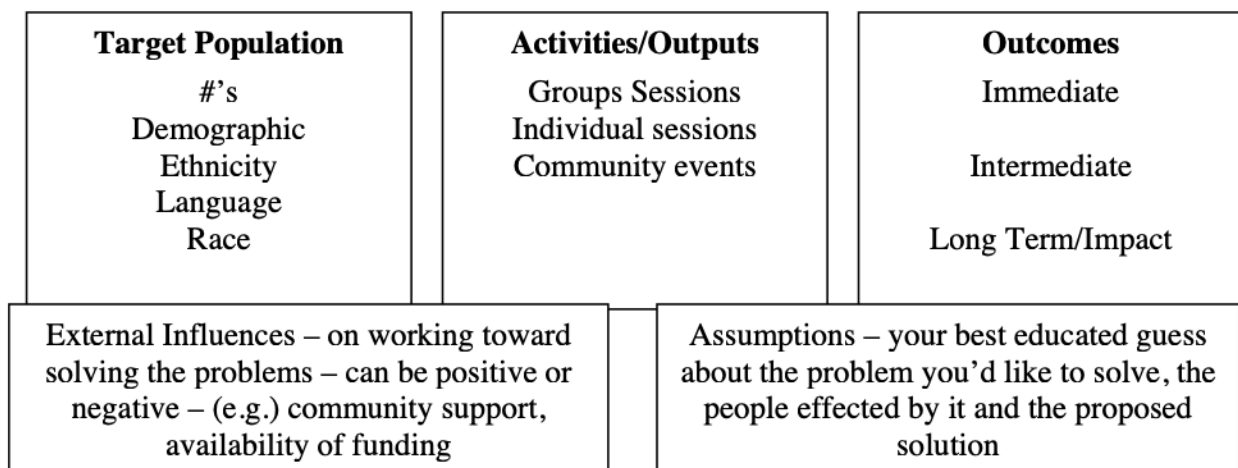 Target Population
#’s
Demographic
Ethnicity
Language
Race
Activities/Outputs
Groups Sessions
Individual sessions
Community events
Outcomes
Immediate
Intermediate
Long Term/Impact
External Influences – on working toward
solving the problems – can be positive or
negative – (e.g.) community support,
availability of funding
Assumptions – your best educated guess
about the problem you’d like to solve, the
people effected by it and the proposed
solution